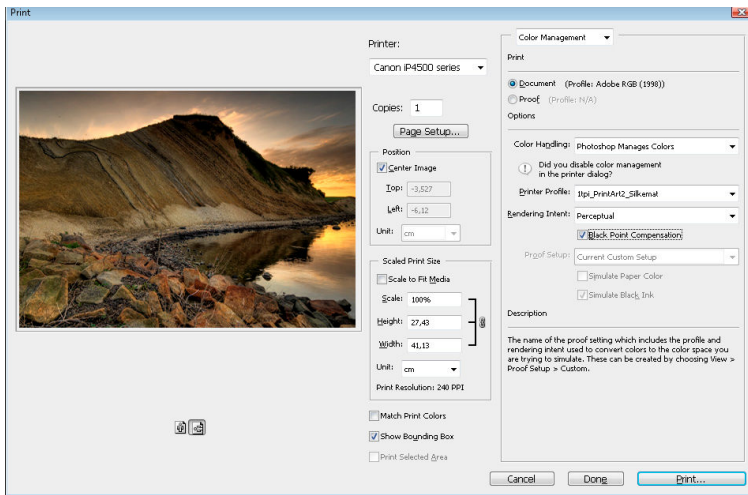 Print
Printer:
Canon iP4500 series
Copies: 1
Page Setup...
Position
Center Image
Top: -3,527
Left: -6,12
Unit: cm
Scaled Print Size
Scale to Fit Media
Scale: 100%
Height: 27,43
Width: 41,13
Unit: cm
Print Resolution: 240 PPI
Match Print Colors
Show Bounding Box
Print Selected Area
Color Management
Print
Document (Profile: Adobe RGB (1998))
Proof (Profile: N/A)
Options
Color Handling: Photoshop Manages Colors
Did you disable color management
in the printer dialog?
Printer Profile: 1tpi_PrintArt2_Silkemat
Rendering Intent: Perceptual
Black Point Compensation
Proof Setup: Current Custom Setup
Simulate Paper Color
Simulate Black Ink
Description
The name of the proof setting which includes the profile and
rendering intent used to convert colors to the color space you
are trying to simulate. These can be created by choosing View >
Proof Setup > Custom.
Cancel
Done
Print...